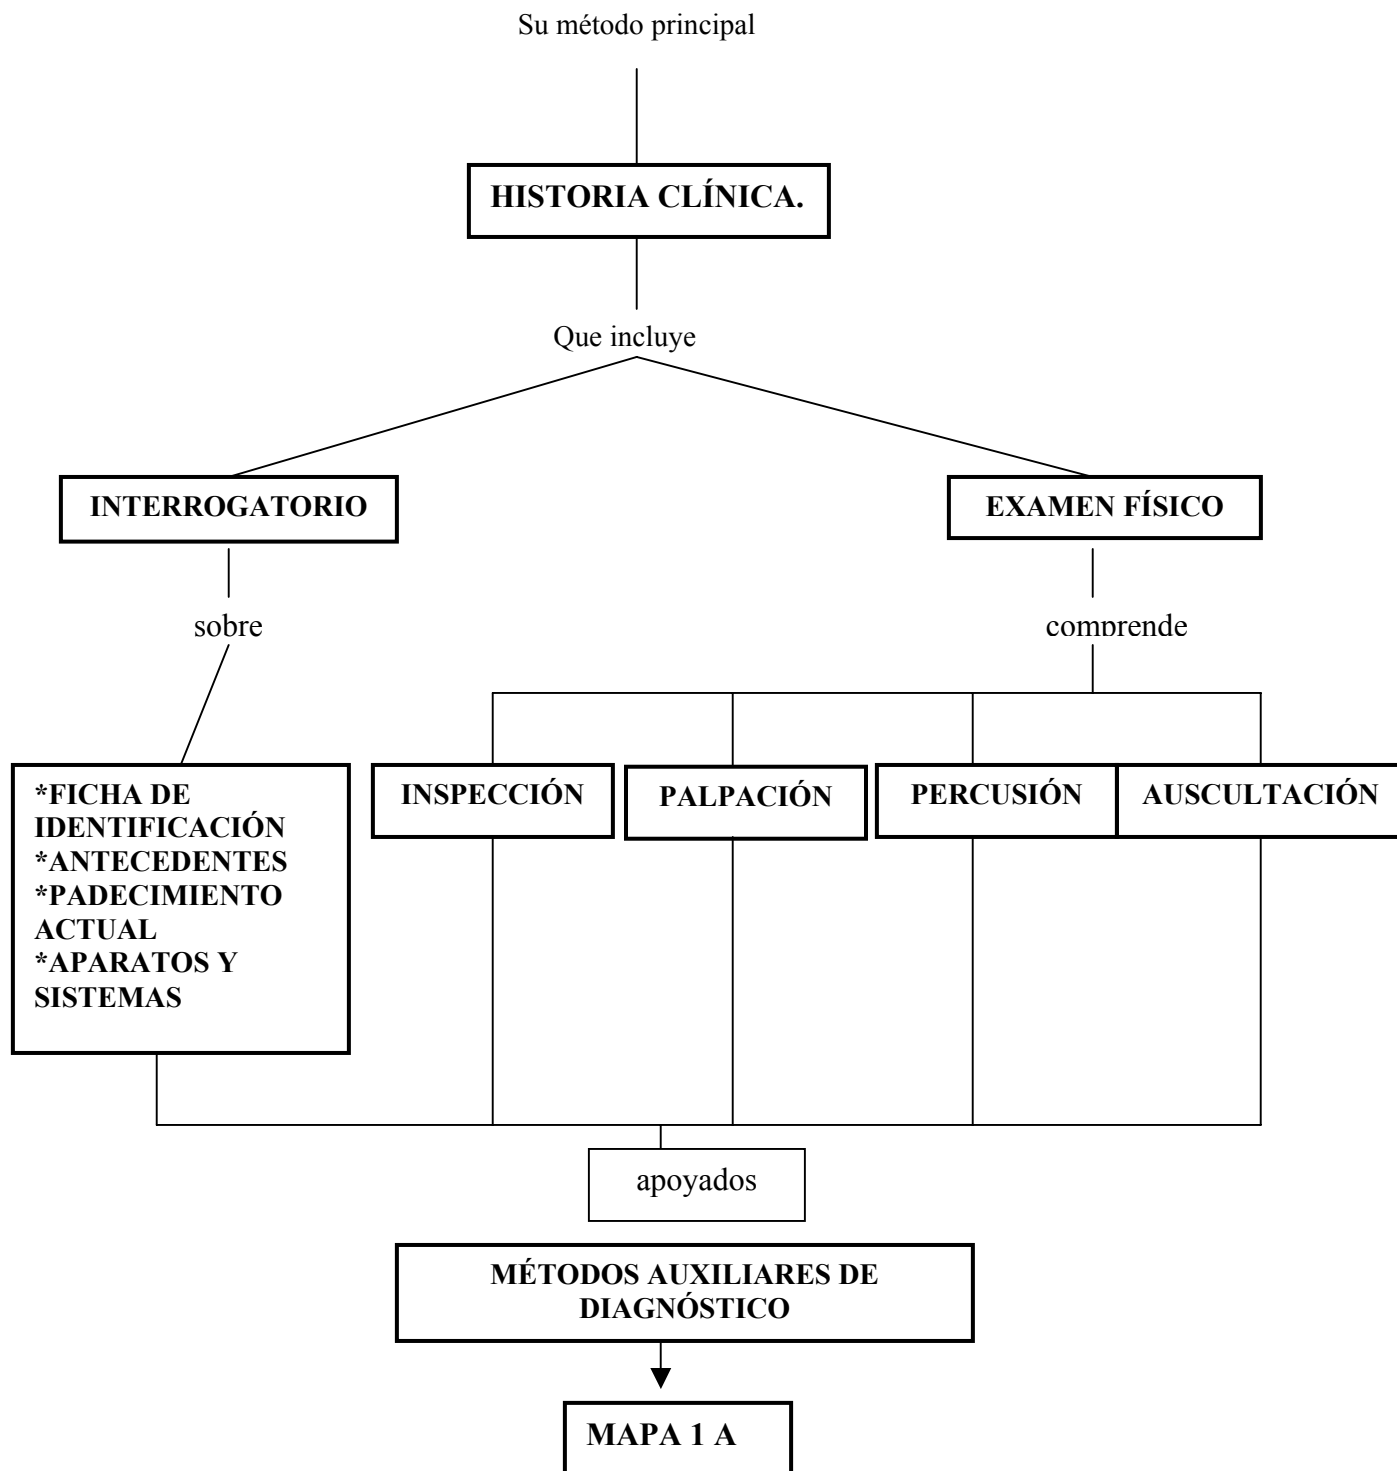 Su método principal
HISTORIA CLÍNICA.
Que incluye
INTERROGATORIO
EXAMEN FÍSICO
sobre
comprende
*FICHA DE
IDENTIFICACIÓN
*ANTECEDENTES
*PADECIMIENTO
ACTUAL
*APARATOS Y
SISTEMAS
INSPECCIÓN
PALPACIÓN
PERCUSIÓN
AUSCULTACIÓN
apoyados
MÉTODOS AUXILIARES DE
DIAGNÓSTICO
MAPA 1 A